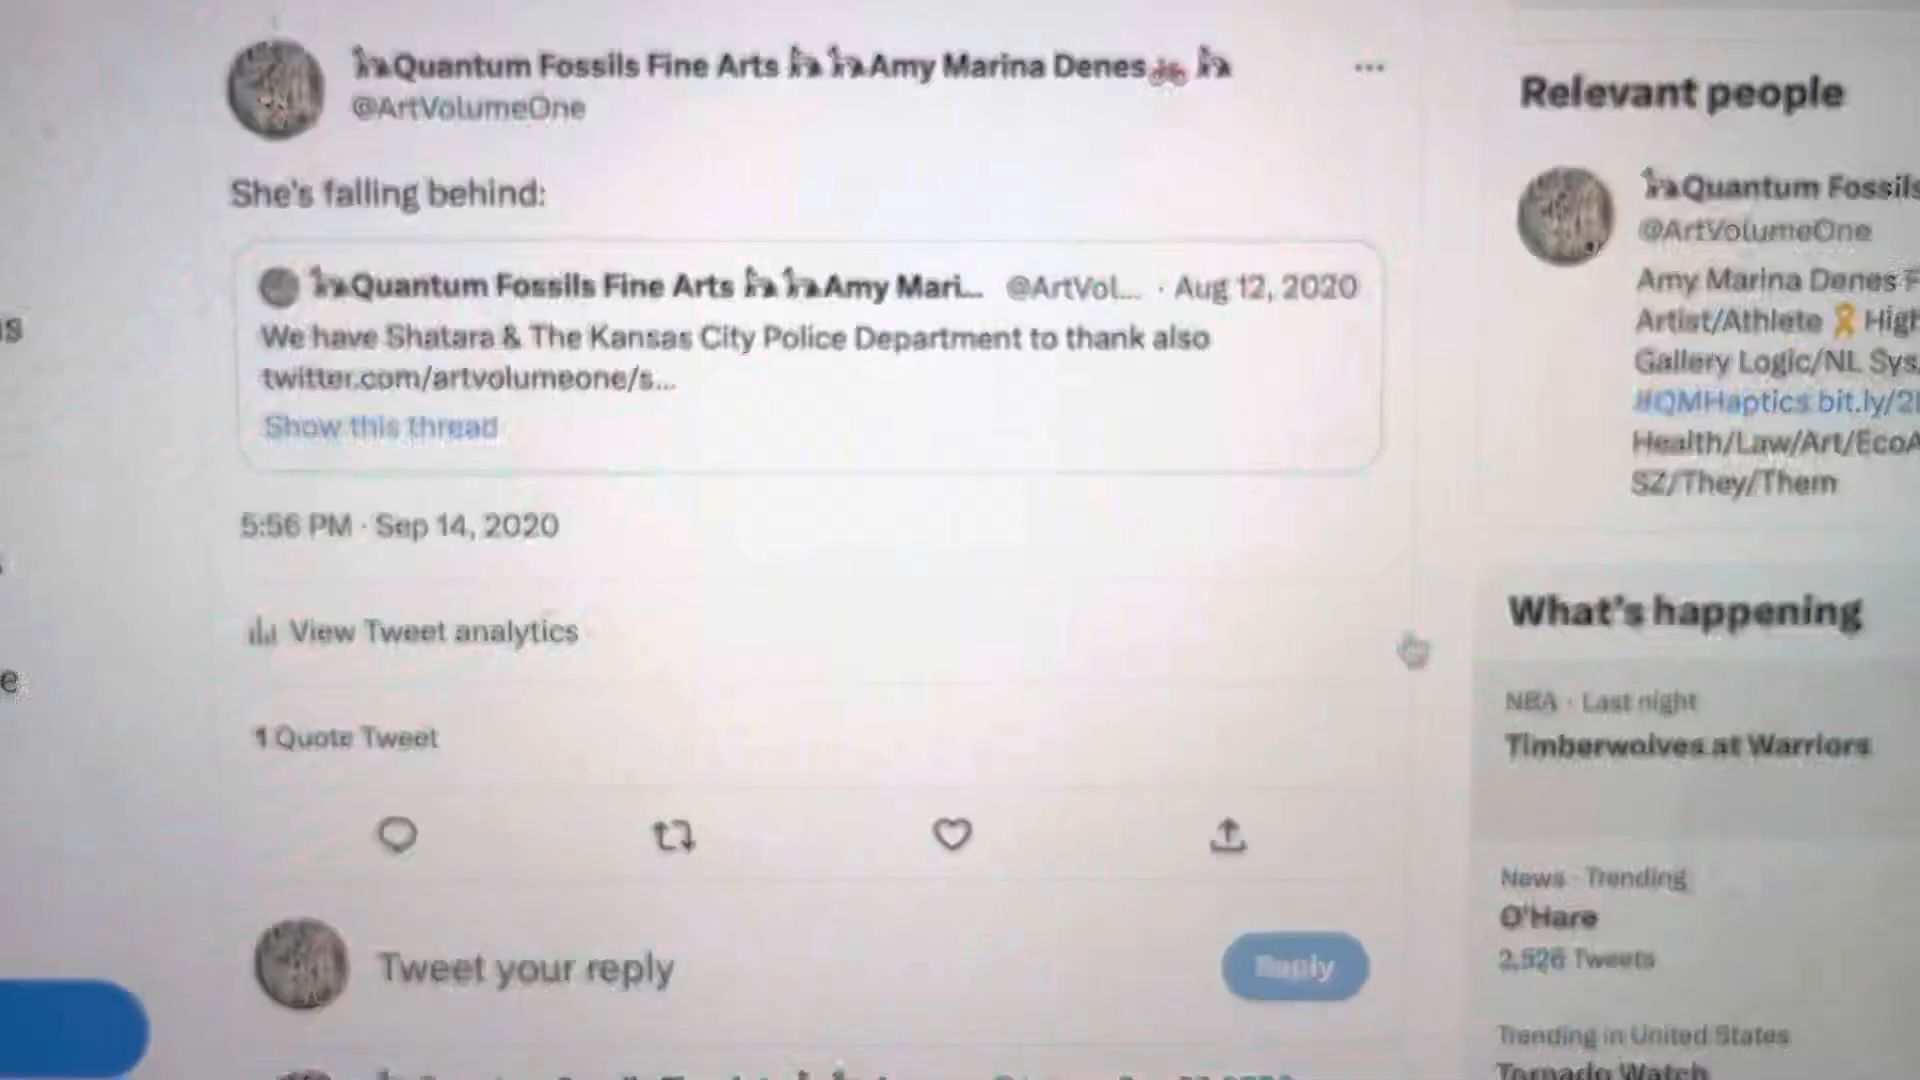 Quantum Fossils Fine Arts Amy Marina Denes
@ArtVolumeOne
She's falling behind:
Quantum Fossils Fine Arts Amy Mari... @ArtVol... · Aug 12, 2020
We have Shatara & The Kansas City Police Department to thank also
twitter.com/artvolumeone/s...
Show this thread
5:56 PM · Sep 14, 2020
View Tweet analytics
1 Quote Tweet
Tweet your reply
Reply
Relevant people
Quantum Fossils
@ArtVolumeOne
Amy Marina Denes F
Artist/Athlete High
Gallery Logic/NL Sys.
#QMHaptics bit.ly/2
Health/Law/Art/EcoA
SZ/They/Them
What's happening
NBA · Last night
Timberwolves at Warriors
News · Trending
O'Hare
2,526 Tweets
Trending in United States
Tornado Watch